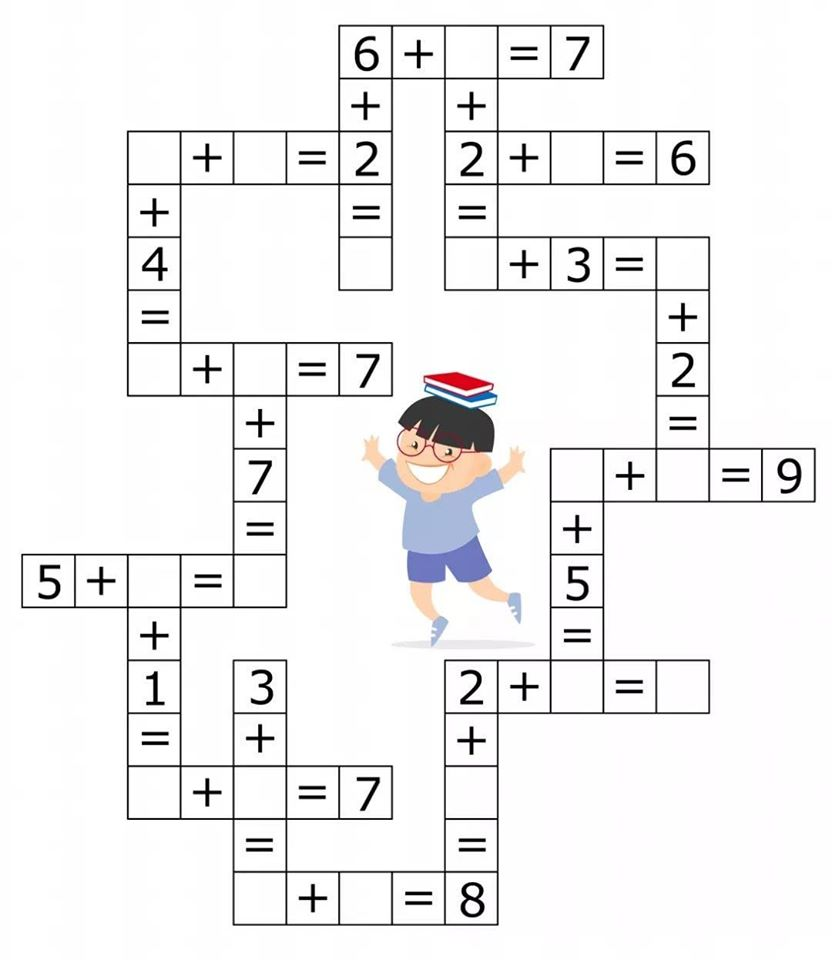 6 + = 7
+ +
+ = 2 2 + = 6
+ = =
4 + 3 =
= +
+ = 7 2
+ =
7 + = 9
= +
5 + = 5
+ =
1 3 2 + =
= + +
+ = 7
= =
+ = 8